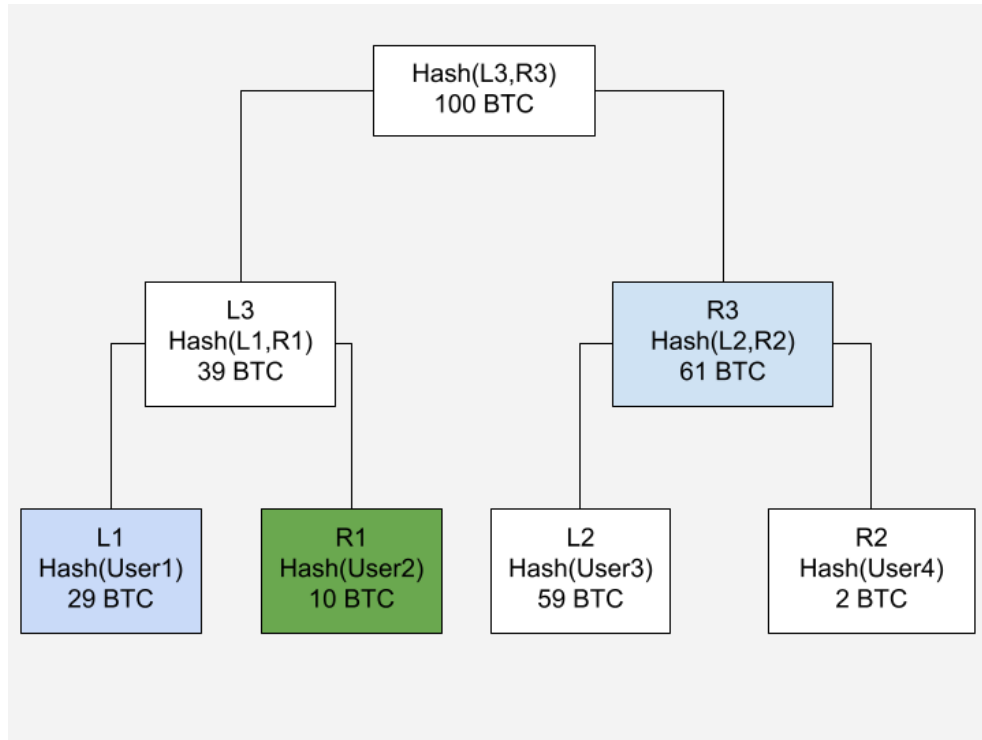 Hash(L3,R3)
100 BTC
L3
Hash(L1,R1)
39 BTC
R3
Hash(L2,R2)
61 BTC
L1
Hash(User1)
29 BTC
R1
Hash(User2)
10 BTC
L2
Hash(User3)
59 BTC
R2
Hash(User4)
2 BTC